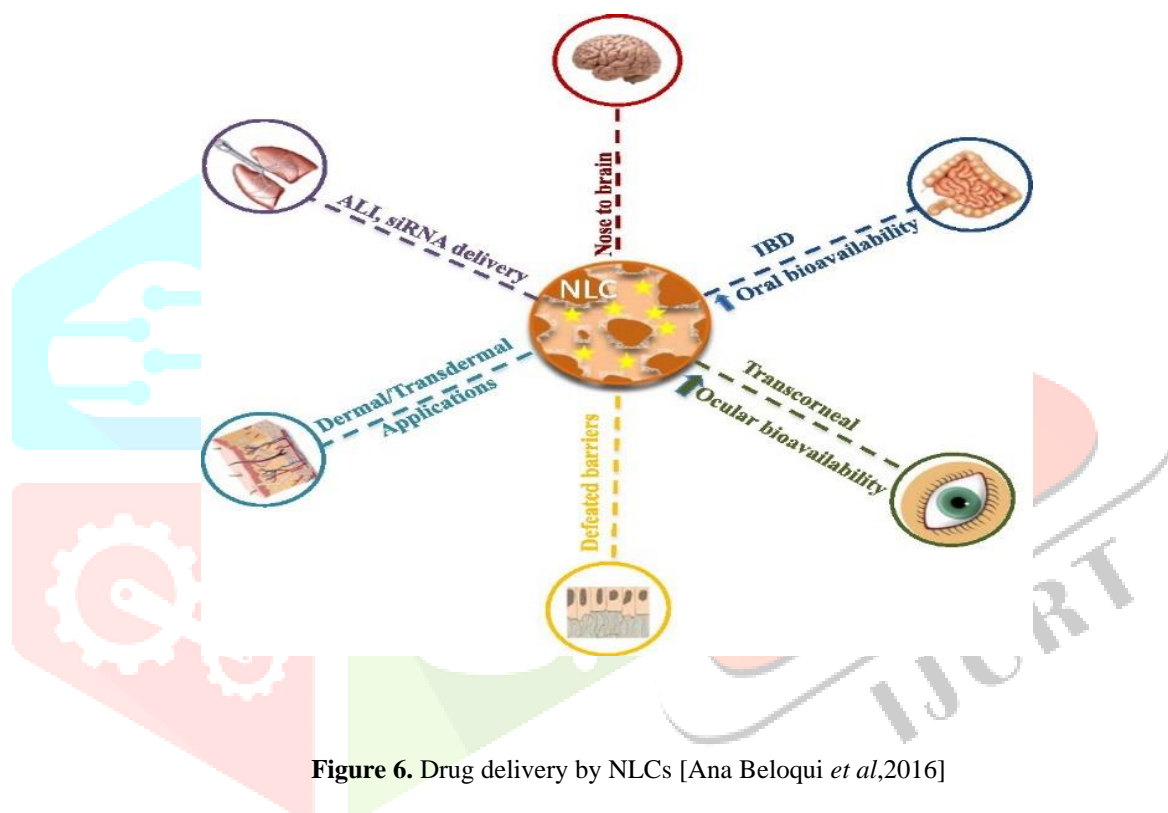 Nose to brain
ALI, siRNA delivery
IBD
Oral bioavailability
NLC
Dermal/Transdermal
Applications
Transcorneal
Ocular bioavailability
Defeated barriers
IJCRT
Figure 6. Drug delivery by NLCs [Ana Beloqui et al,2016]